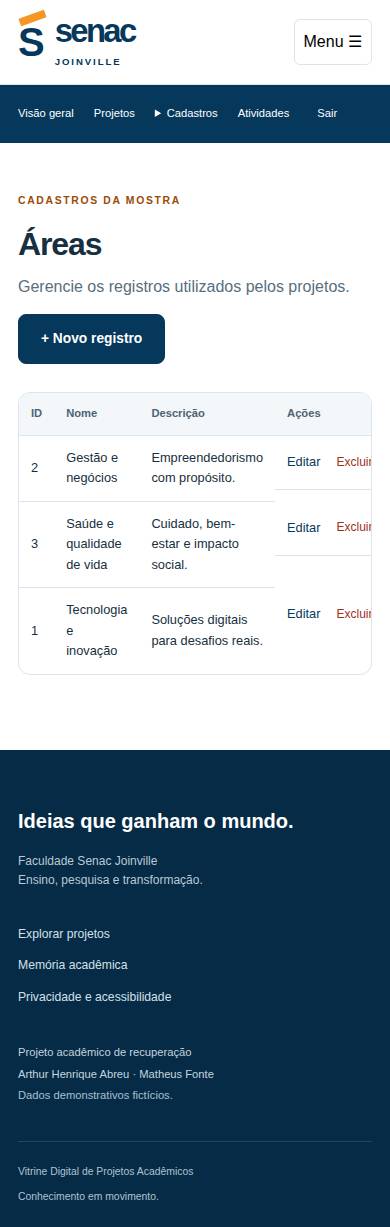 senac
JOINVILLE
Menu ☰
Visão geral Projetos ▶ Cadastros Atividades Sair
CADASTROS DA MOSTRA
Áreas
Gerencie os registros utilizados pelos projetos.
+ Novo registro
ID Nome Descrição Ações
2 Gestão e negócios Empreendedorismo com propósito. Editar Excluir
3 Saúde e qualidade de vida Cuidado, bem-estar e impacto social. Editar Excluir
1 Tecnologia e inovação Soluções digitais para desafios reais. Editar Excluir
Ideias que ganham o mundo.
Faculdade Senac Joinville
Ensino, pesquisa e transformação.
Explorar projetos
Memória acadêmica
Privacidade e acessibilidade
Projeto acadêmico de recuperação
Arthur Henrique Abreu · Matheus Fonte
Dados demonstrativos fictícios.
Vitrine Digital de Projetos Acadêmicos
Conhecimento em movimento.